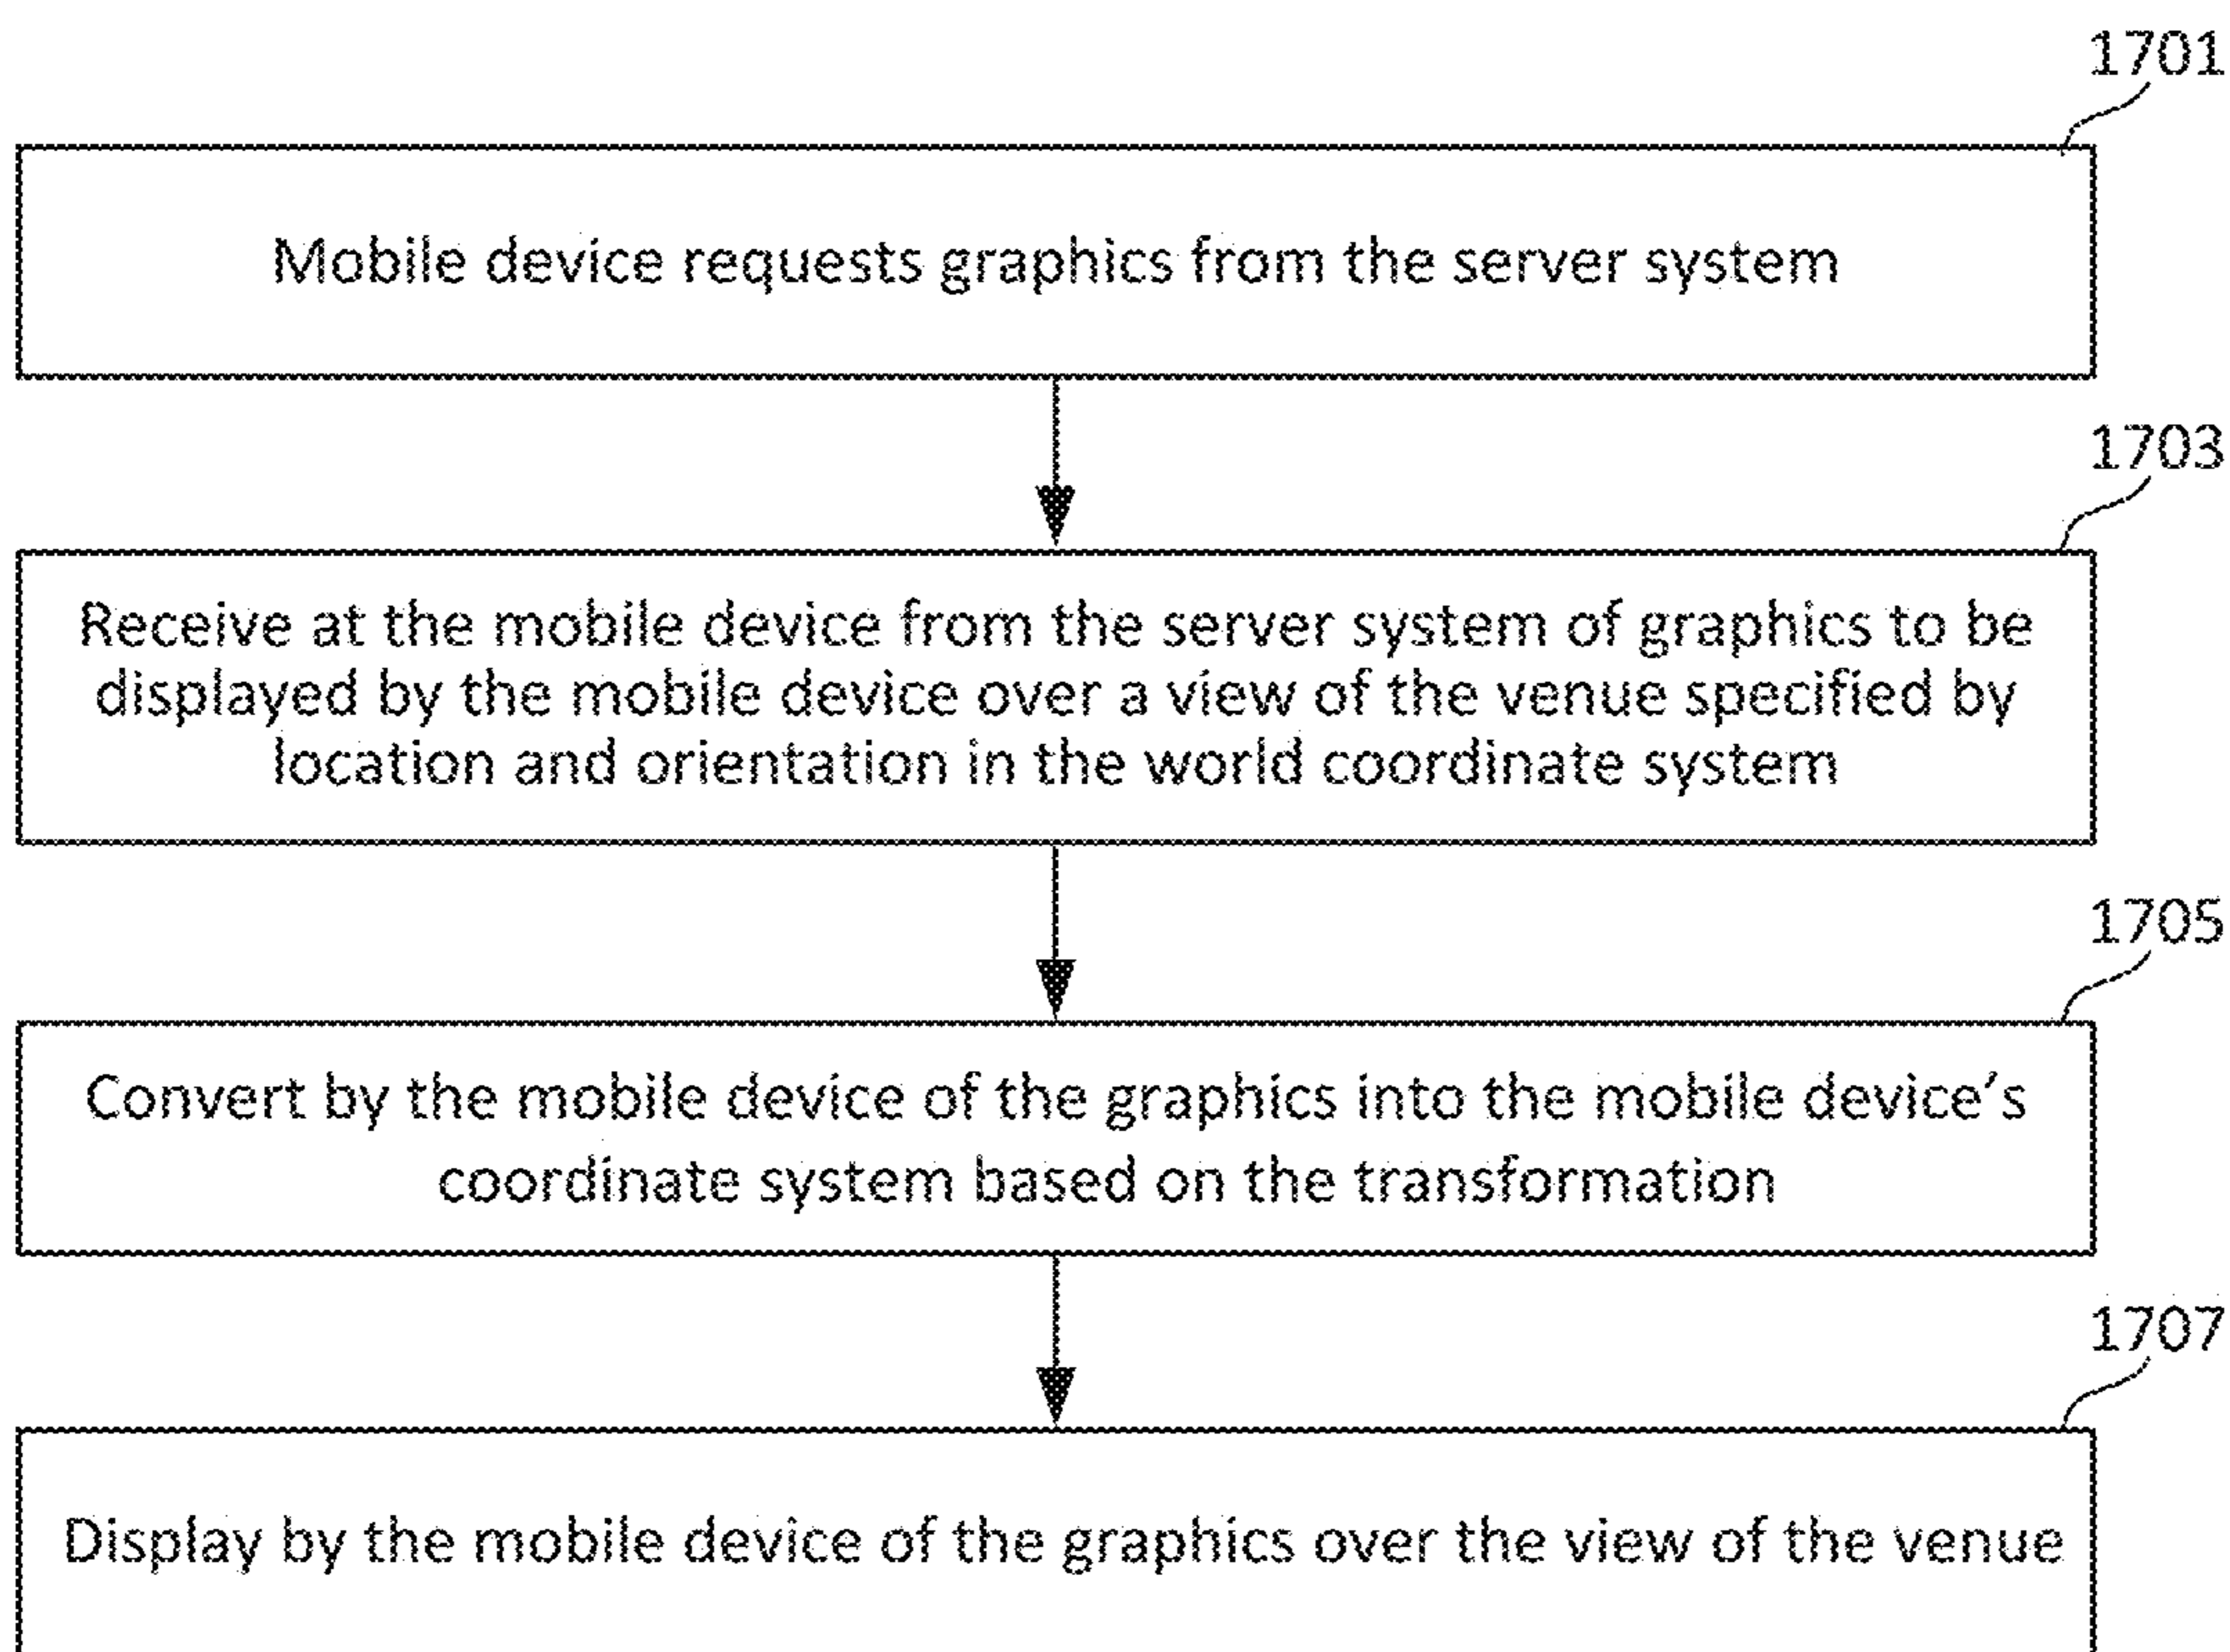 1701
Mobile device requests graphics from the server system
1703
Receive at the mobile device from the server system of graphics to be
displayed by the mobile device over a view of the venue specified by
location and orientation in the world coordinate system
1705
Convert by the mobile device of the graphics into the mobile device's
coordinate system based on the transformation
1707
Display by the mobile device of the graphics over the view of the venue